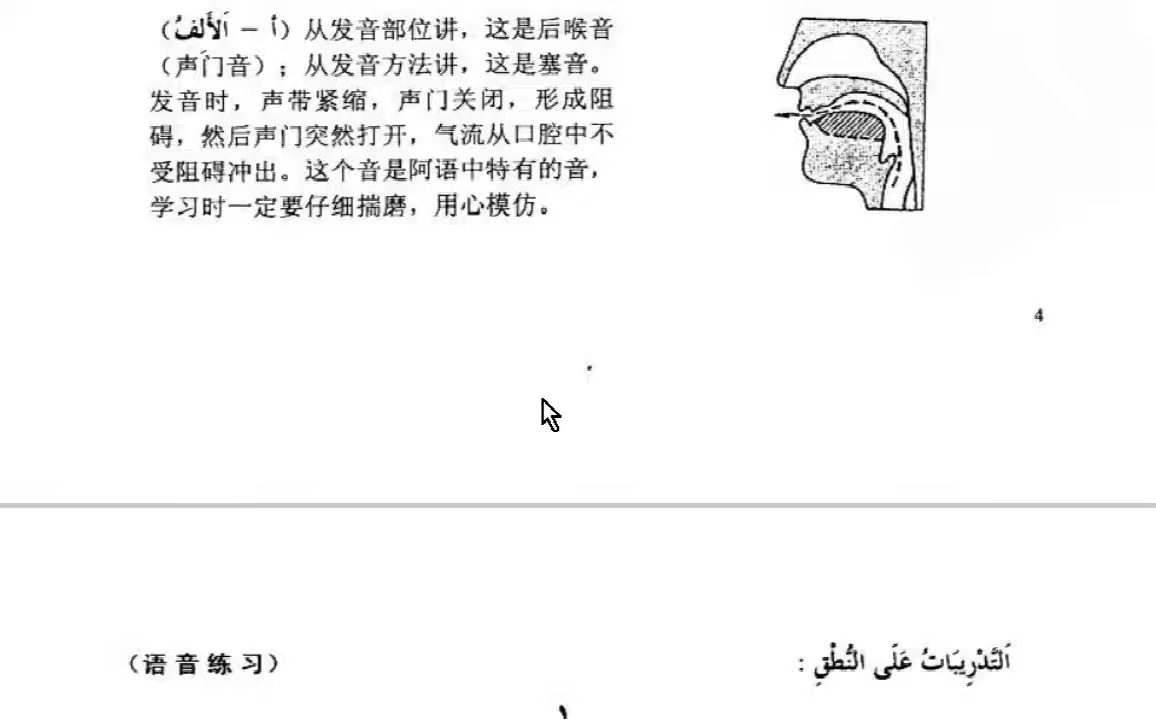 （أ – اَلأَلِفُ）从发音部位讲，这是后喉音
（声门音）；从发音方法讲，这是塞音。
发音时，声带紧缩，声门关闭，形成阻
碍，然后声门突然打开，气流从口腔中不
受阻碍冲出。这个音是阿语中特有的音，
学习时一定要仔细揣磨，用心模仿。
4
اَلتَّدْرِيبَاتُ عَلَى النُّطْقِ :
（语音练习）
١